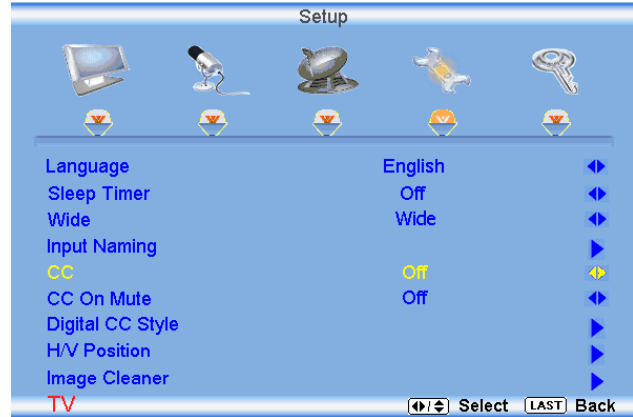 Setup
Language English
Sleep Timer Off
Wide Wide
Input Naming
CC Off
CC On Mute Off
Digital CC Style
H/V Position
Image Cleaner
TV Select LAST Back